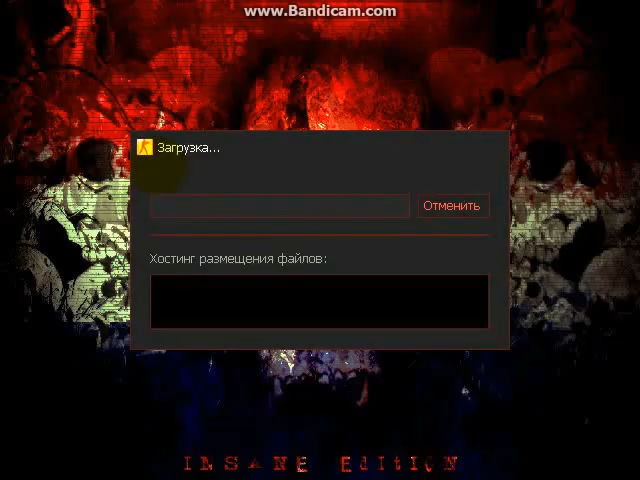 www.Bandicam.com
Загрузка...
Отменить
Хостинг размещения файлов:
INSANE EdItION